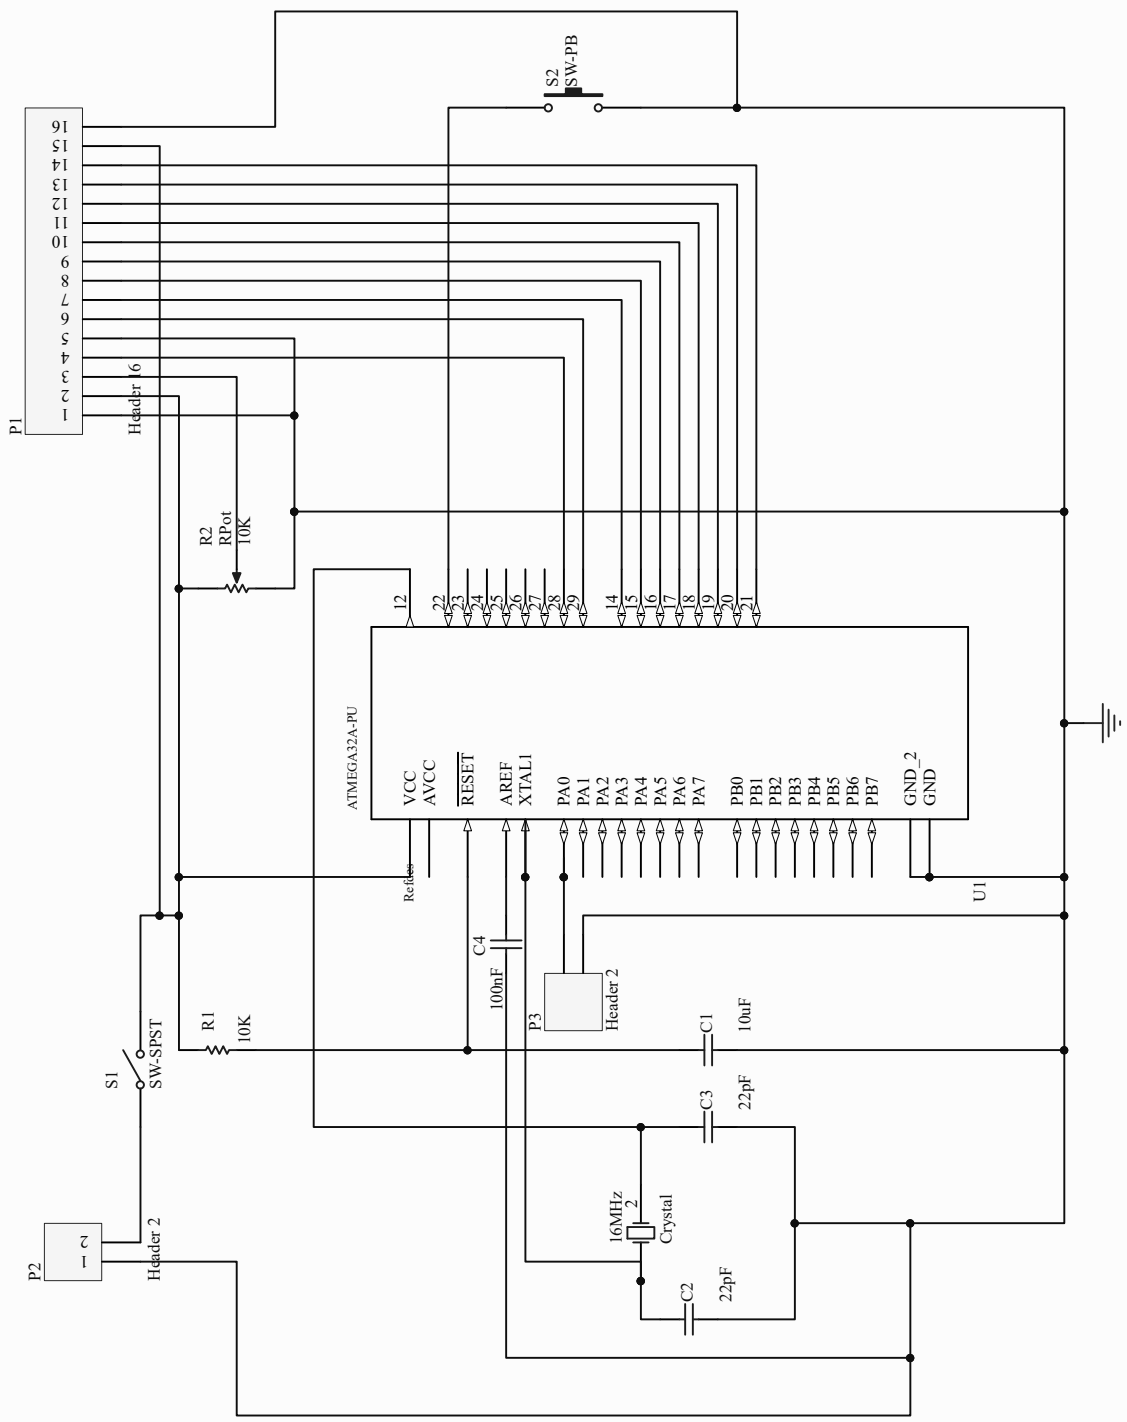 S2
SW-PB
16
15
14
13
12
11
10
9
8
7
6
5
4
3
2
1
P1
Header 16
R2
RPot
10K
12
22
23
24
25
26
27
28
29
14
15
16
17
18
19
20
21
ATMEGA32A-PU
VCC
AVCC
RESET
AREF
XTAL1
PA0
PA1
PA2
PA3
PA4
PA5
PA6
PA7
PB0
PB1
PB2
PB3
PB4
PB5
PB6
PB7
GND_2
GND
Refdes
U1
C4
100nF
P3
Header 2
R1
10K
C1
10uF
S1
SW-SPST
C3
22pF
16MHz
2
Crystal
C2
22pF
P2
2
1
Header 2